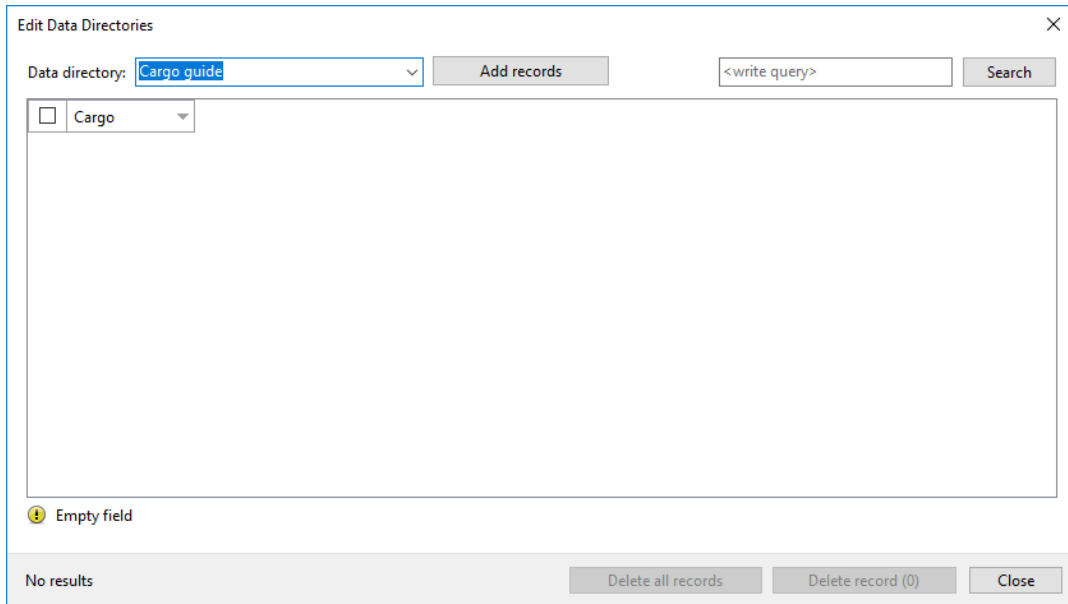 Edit Data Directories
Data directory: Cargo guide Add records <write query> Search
Cargo
Empty field
No results Delete all records Delete record (0) Close